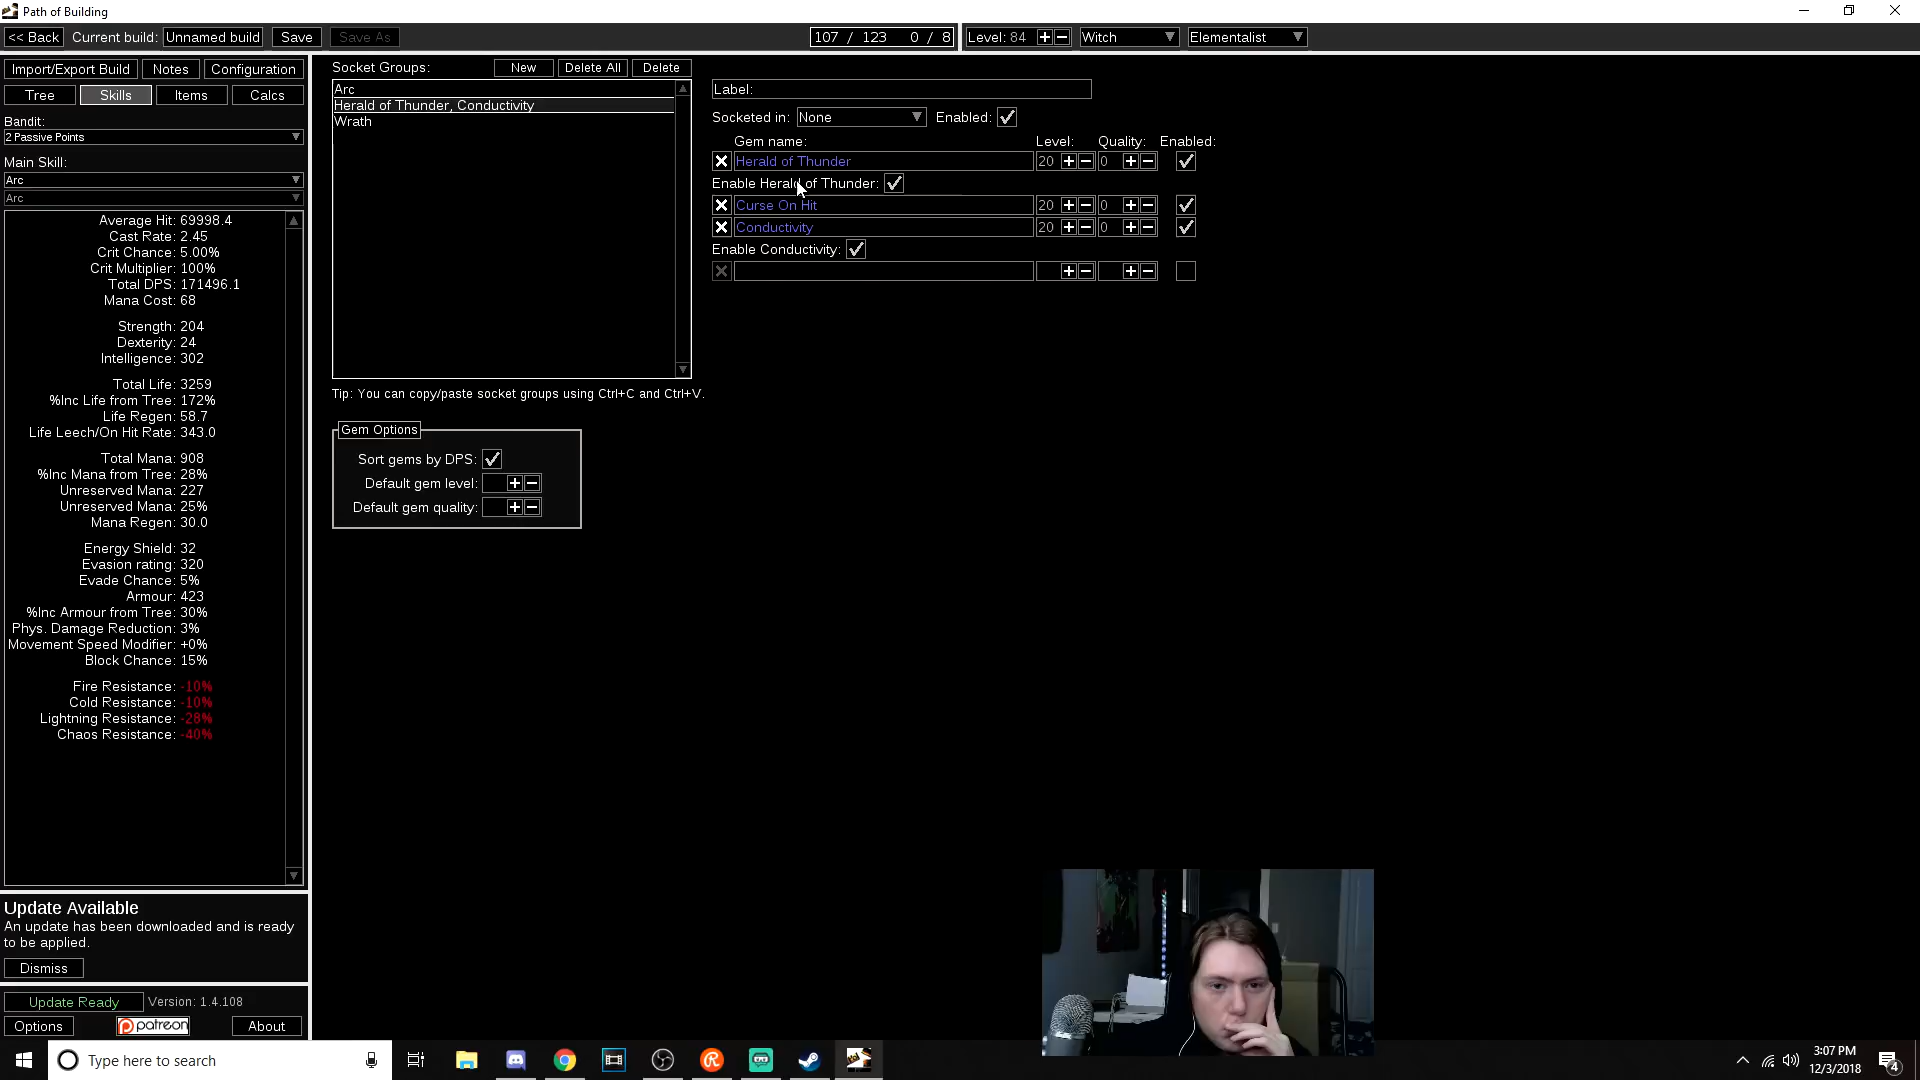 Path of Building
<< Back Current build: Unnamed build Save Save As 107 / 123 0 / 8 Level: 84 Witch Elementalist
Import/Export Build Notes Configuration
Tree Skills Items Calcs
Bandit:
2 Passive Points
Main Skill:
Arc
Arc
Average Hit: 69998.4
Cast Rate: 2.45
Crit Chance: 5.00%
Crit Multiplier: 100%
Total DPS: 171496.1
Mana Cost: 68
Strength: 204
Dexterity: 24
Intelligence: 302
Total Life: 3259
%Inc Life from Tree: 172%
Life Regen: 58.7
Life Leech/On Hit Rate: 343.0
Total Mana: 908
%Inc Mana from Tree: 28%
Unreserved Mana: 227
Unreserved Mana: 25%
Mana Regen: 30.0
Energy Shield: 32
Evasion rating: 320
Evade Chance: 5%
Armour: 423
%Inc Armour from Tree: 30%
Phys. Damage Reduction: 3%
Movement Speed Modifier: +0%
Block Chance: 15%
Fire Resistance: -10%
Cold Resistance: -10%
Lightning Resistance: -28%
Chaos Resistance: -40%
Update Available
An update has been downloaded and is ready
to be applied.
Dismiss
Update Ready Version: 1.4.108
Options patreon About
Socket Groups: New Delete All Delete
Arc
Herald of Thunder, Conductivity
Wrath
Tip: You can copy/paste socket groups using Ctrl+C and Ctrl+V.
Gem Options
Sort gems by DPS:
Default gem level:
Default gem quality:
Label:
Socketed in: None Enabled:
Gem name: Level: Quality: Enabled:
Herald of Thunder 20 0
Enable Herald of Thunder:
Curse On Hit 20 0
Conductivity 20 0
Enable Conductivity:
Type here to search
3:07 PM
12/3/2018
4